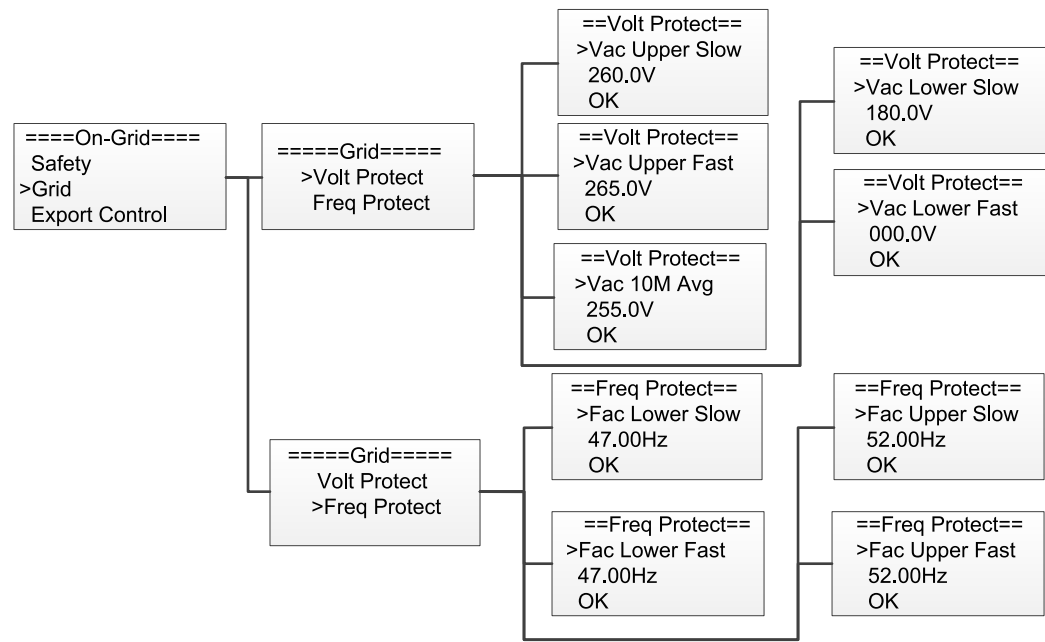 ====On-Grid====
Safety
>Grid
Export Control
=====Grid=====
>Volt Protect
Freq Protect
==Volt Protect==
>Vac Upper Slow
260.0V
OK
==Volt Protect==
>Vac Upper Fast
265.0V
OK
==Volt Protect==
>Vac 10M Avg
255.0V
OK
==Volt Protect==
>Vac Lower Slow
180.0V
OK
==Volt Protect==
>Vac Lower Fast
000.0V
OK
=====Grid=====
Volt Protect
>Freq Protect
==Freq Protect==
>Fac Lower Slow
47.00Hz
OK
==Freq Protect==
>Fac Lower Fast
47.00Hz
OK
==Freq Protect==
>Fac Upper Slow
52.00Hz
OK
==Freq Protect==
>Fac Upper Fast
52.00Hz
OK